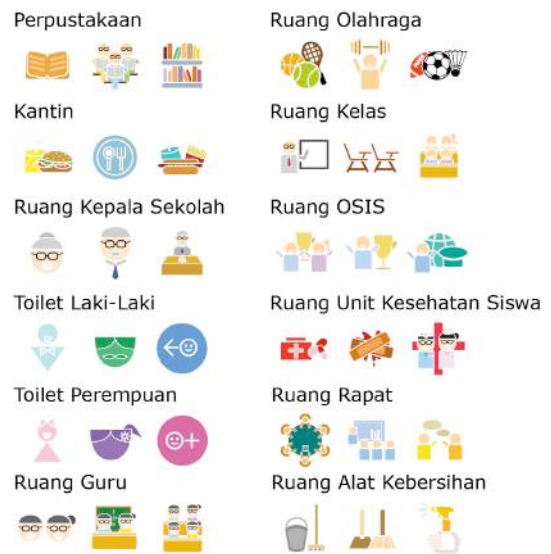 Perpustakaan
Ruang Olahraga
Kantin
Ruang Kelas
Ruang Kepala Sekolah
Ruang OSIS
Toilet Laki-Laki
Ruang Unit Kesehatan Siswa
Toilet Perempuan
Ruang Rapat
Ruang Guru
Ruang Alat Kebersihan